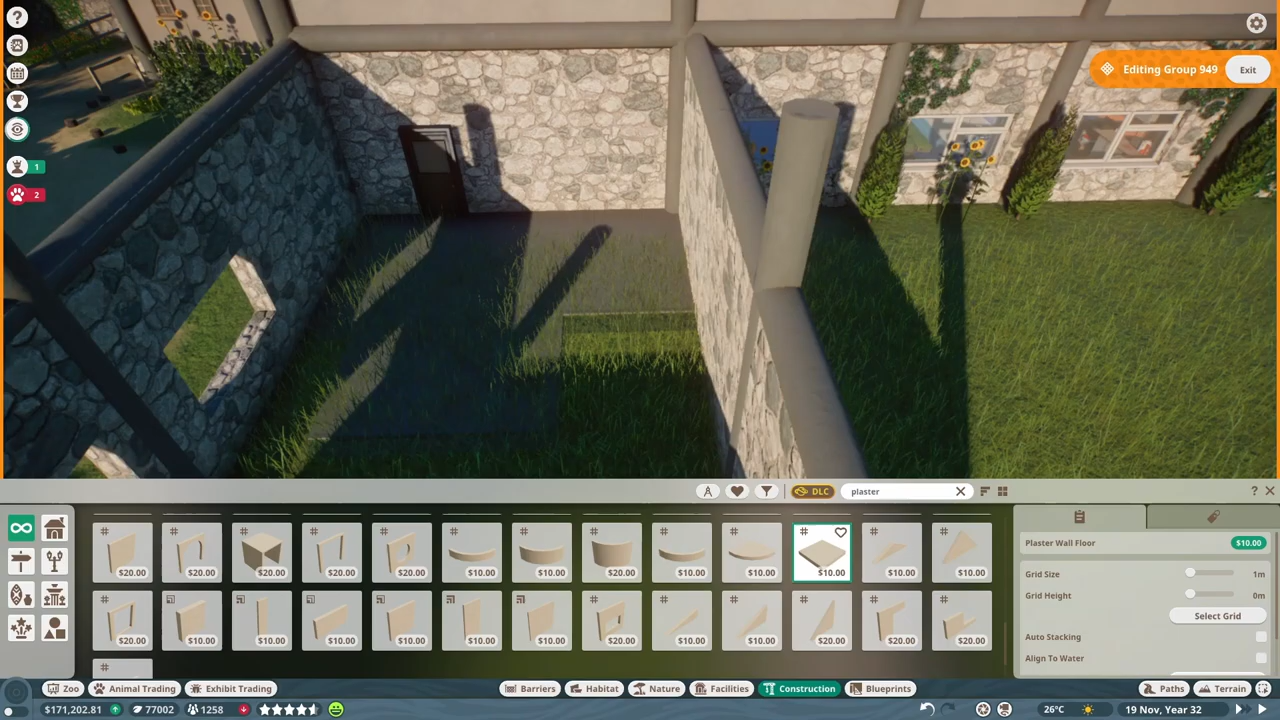 ?
1
2
Editing Group 949
Exit
DLC
plaster
?
$20.00 $20.00 $20.00 $20.00 $20.00 $10.00 $10.00 $20.00 $10.00 $10.00 $10.00 $10.00 $10.00
$20.00 $10.00 $10.00 $10.00 $10.00 $10.00 $10.00 $20.00 $10.00 $10.00 $20.00 $20.00 $20.00
Plaster Wall Floor $10.00
Grid Size 1m
Grid Height 0m
Select Grid
Auto Stacking
Align To Water
Zoo Animal Trading Exhibit Trading Barriers Habitat Nature Facilities Construction Blueprints Paths Terrain
$171,202.81 77002 1258 26°C 19 Nov, Year 32